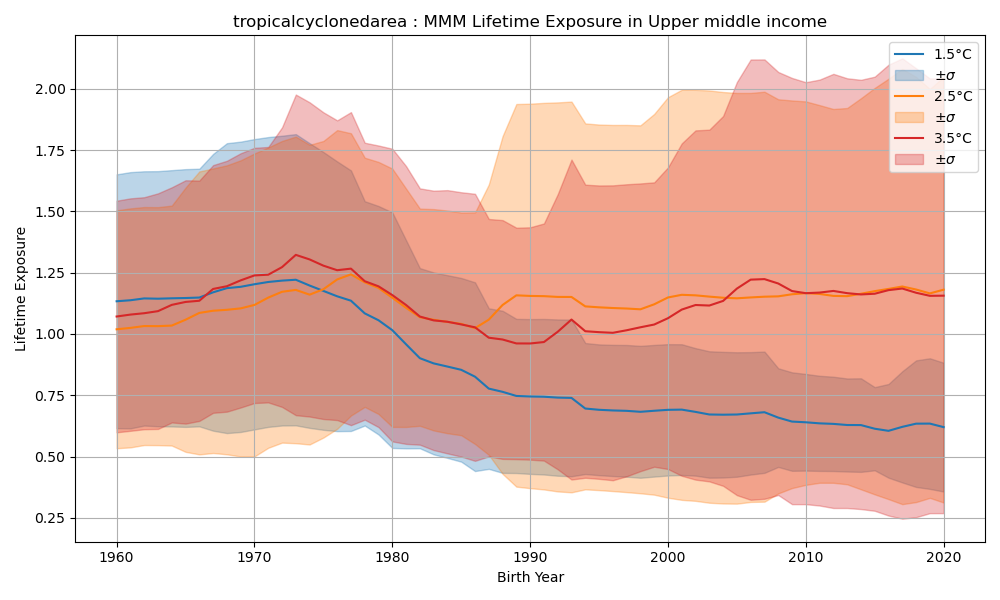 tropicalcyclonedarea : MMM Lifetime Exposure in Upper middle income
1.5°C
±σ
2.5°C
±σ
3.5°C
±σ
Lifetime Exposure
2.00
1.75
1.50
1.25
1.00
0.75
0.50
0.25
1960 1970 1980 1990 2000 2010 2020
Birth Year